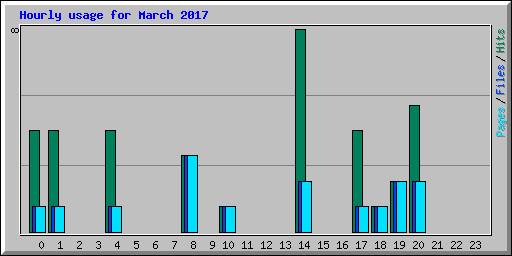 Hourly usage for March 2017
8
Pages/Files/Hits
0 1 2 3 4 5 6 7 8 9 10 11 12 13 14 15 16 17 18 19 20 21 22 23